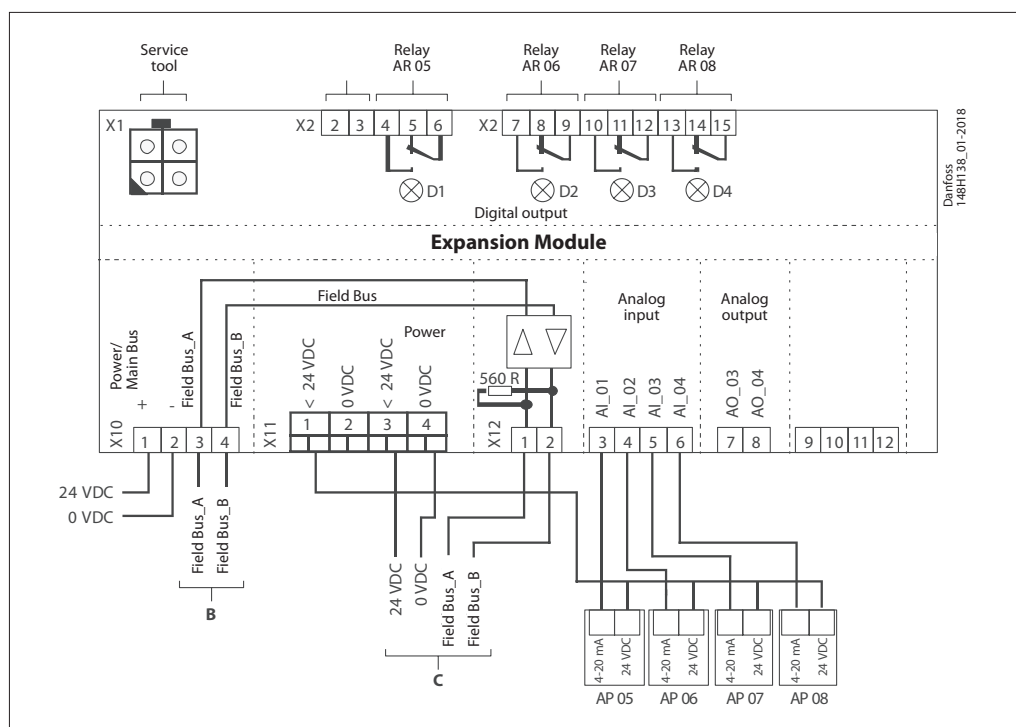 Service
tool
Relay
AR 05
Relay
AR 06
Relay
AR 07
Relay
AR 08
X1
X2
2 3 4 5 6
X2
7 8 9 10 11 12 13 14 15
D1
D2
D3
D4
Digital output
Danfoss
148H138_01-2018
Expansion Module
Field Bus
Power/
Main Bus
+
-
Field Bus_A
Field Bus_B
Power
< 24 VDC
0 VDC
< 24 VDC
0 VDC
560 R
Analog
input
AI_01
AI_02
AI_03
AI_04
Analog
output
AO_03
AO_04
X10
1 2 3 4
X11
1 2 3 4
X12
1 2
3 4 5 6
7 8
9 10 11 12
24 VDC
0 VDC
Field Bus_A
Field Bus_B
B
24 VDC
0 VDC
Field Bus_A
Field Bus_B
C
4-20 mA
24 VDC
4-20 mA
24 VDC
4-20 mA
24 VDC
4-20 mA
24 VDC
AP 05
AP 06
AP 07
AP 08